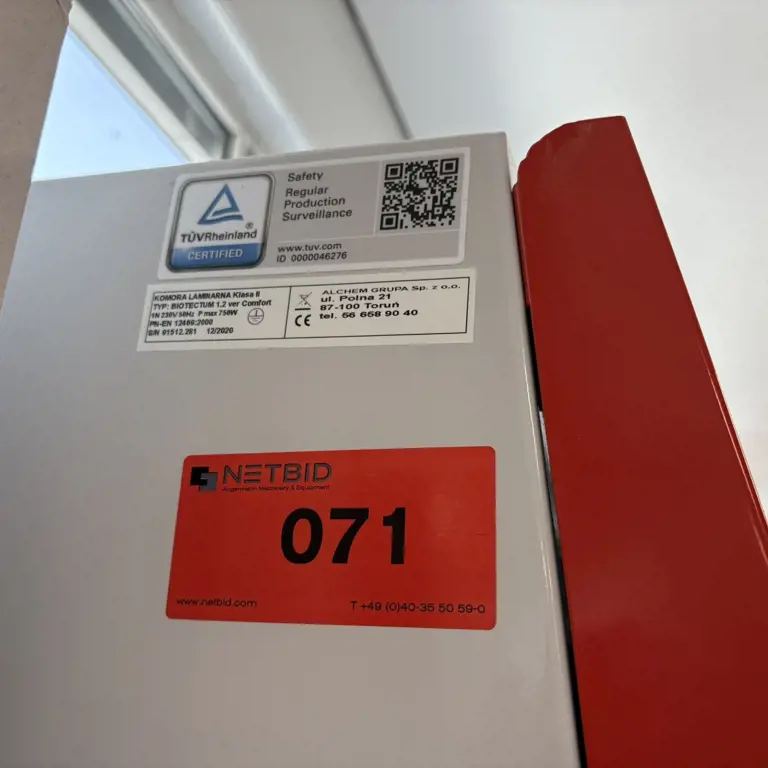 TÜVRheinland®
CERTIFIED
Safety
Regular
Production
Surveillance
www.tuv.com
ID 0000046276
KOMORA LAMINARNA Klasa II
TYP: BIOTECTUM 1.2 ver Comfort
1N 230V 50Hz P max 750W
PN-EN 12469:2000
S/N 01512.281 12/2020
CE
ALCHEM GRUPA Sp. z o.o.
ul. Polna 21
87-100 Toruń
tel. 56 658 90 40
NETBID
Machinery & Equipment
071
www.netbid.com
T +49 (0)40-35 50 59-0